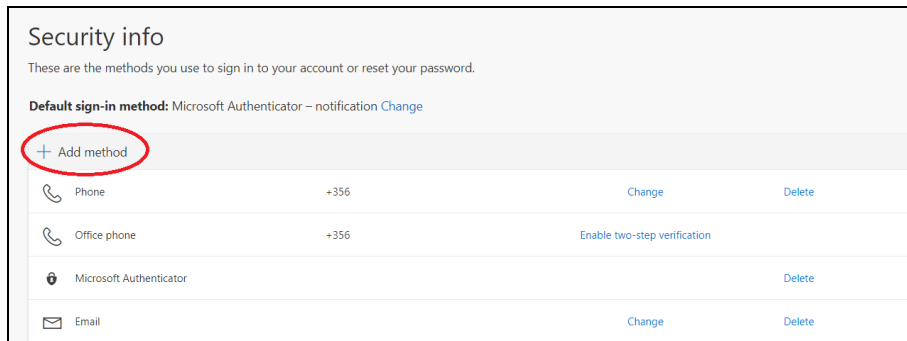 Security info
These are the methods you use to sign in to your account or reset your password.
Default sign-in method: Microsoft Authenticator – notification Change
+ Add method
Phone +356 Change Delete
Office phone +356 Enable two-step verification
Microsoft Authenticator Delete
Email Change Delete